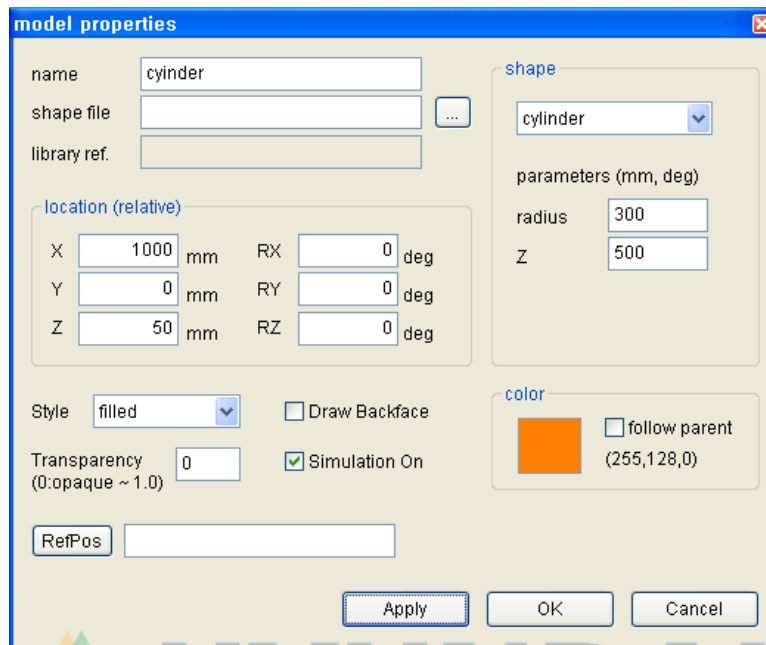 model properties
name cyinder
shape file ...
library ref.
shape
cylinder
parameters (mm, deg)
radius 300
Z 500
location (relative)
X 1000 mm RX 0 deg
Y 0 mm RY 0 deg
Z 50 mm RZ 0 deg
Style filled Draw Backface
Transparency 0 Simulation On
(0:opaque ~ 1.0)
color
follow parent
(255,128,0)
RefPos
Apply OK Cancel